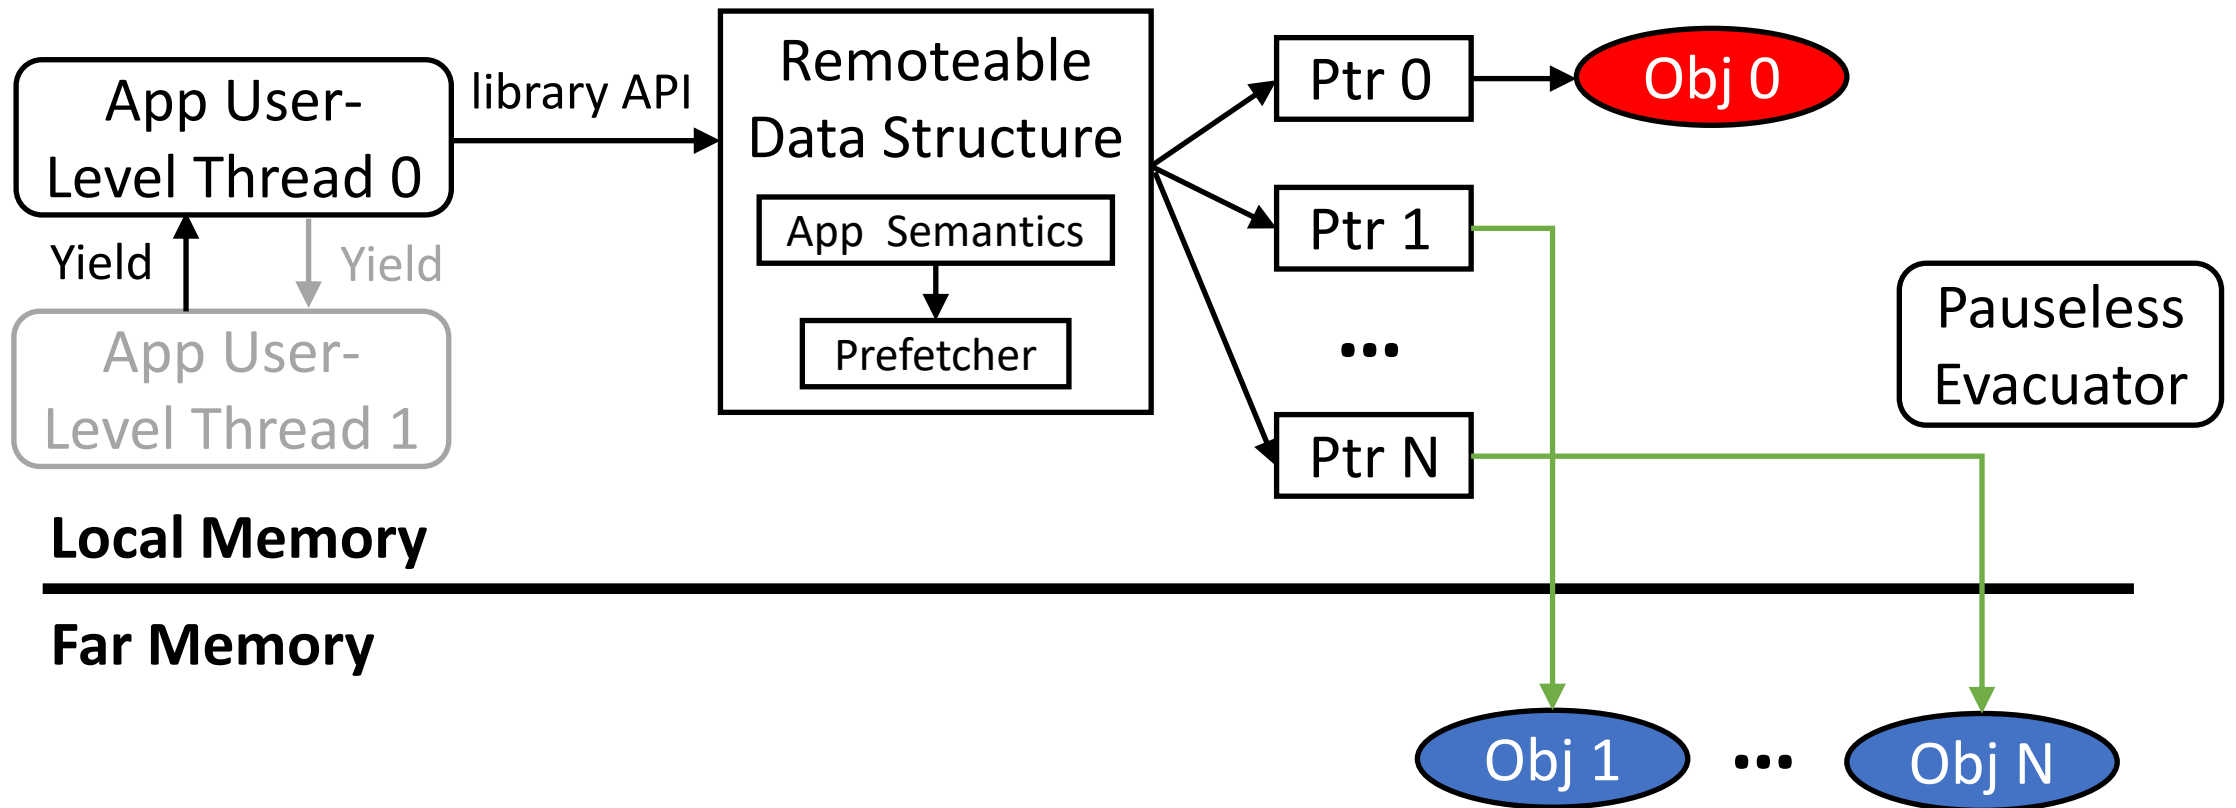 App User-
Level Thread 0
library API
Yield
Yield
App User-
Level Thread 1
Remoteable
Data Structure
App Semantics
Prefetcher
Ptr 0
Obj 0
Ptr 1
...
Ptr N
Pauseless
Evacuator
Local Memory
Far Memory
Obj 1
...
Obj N